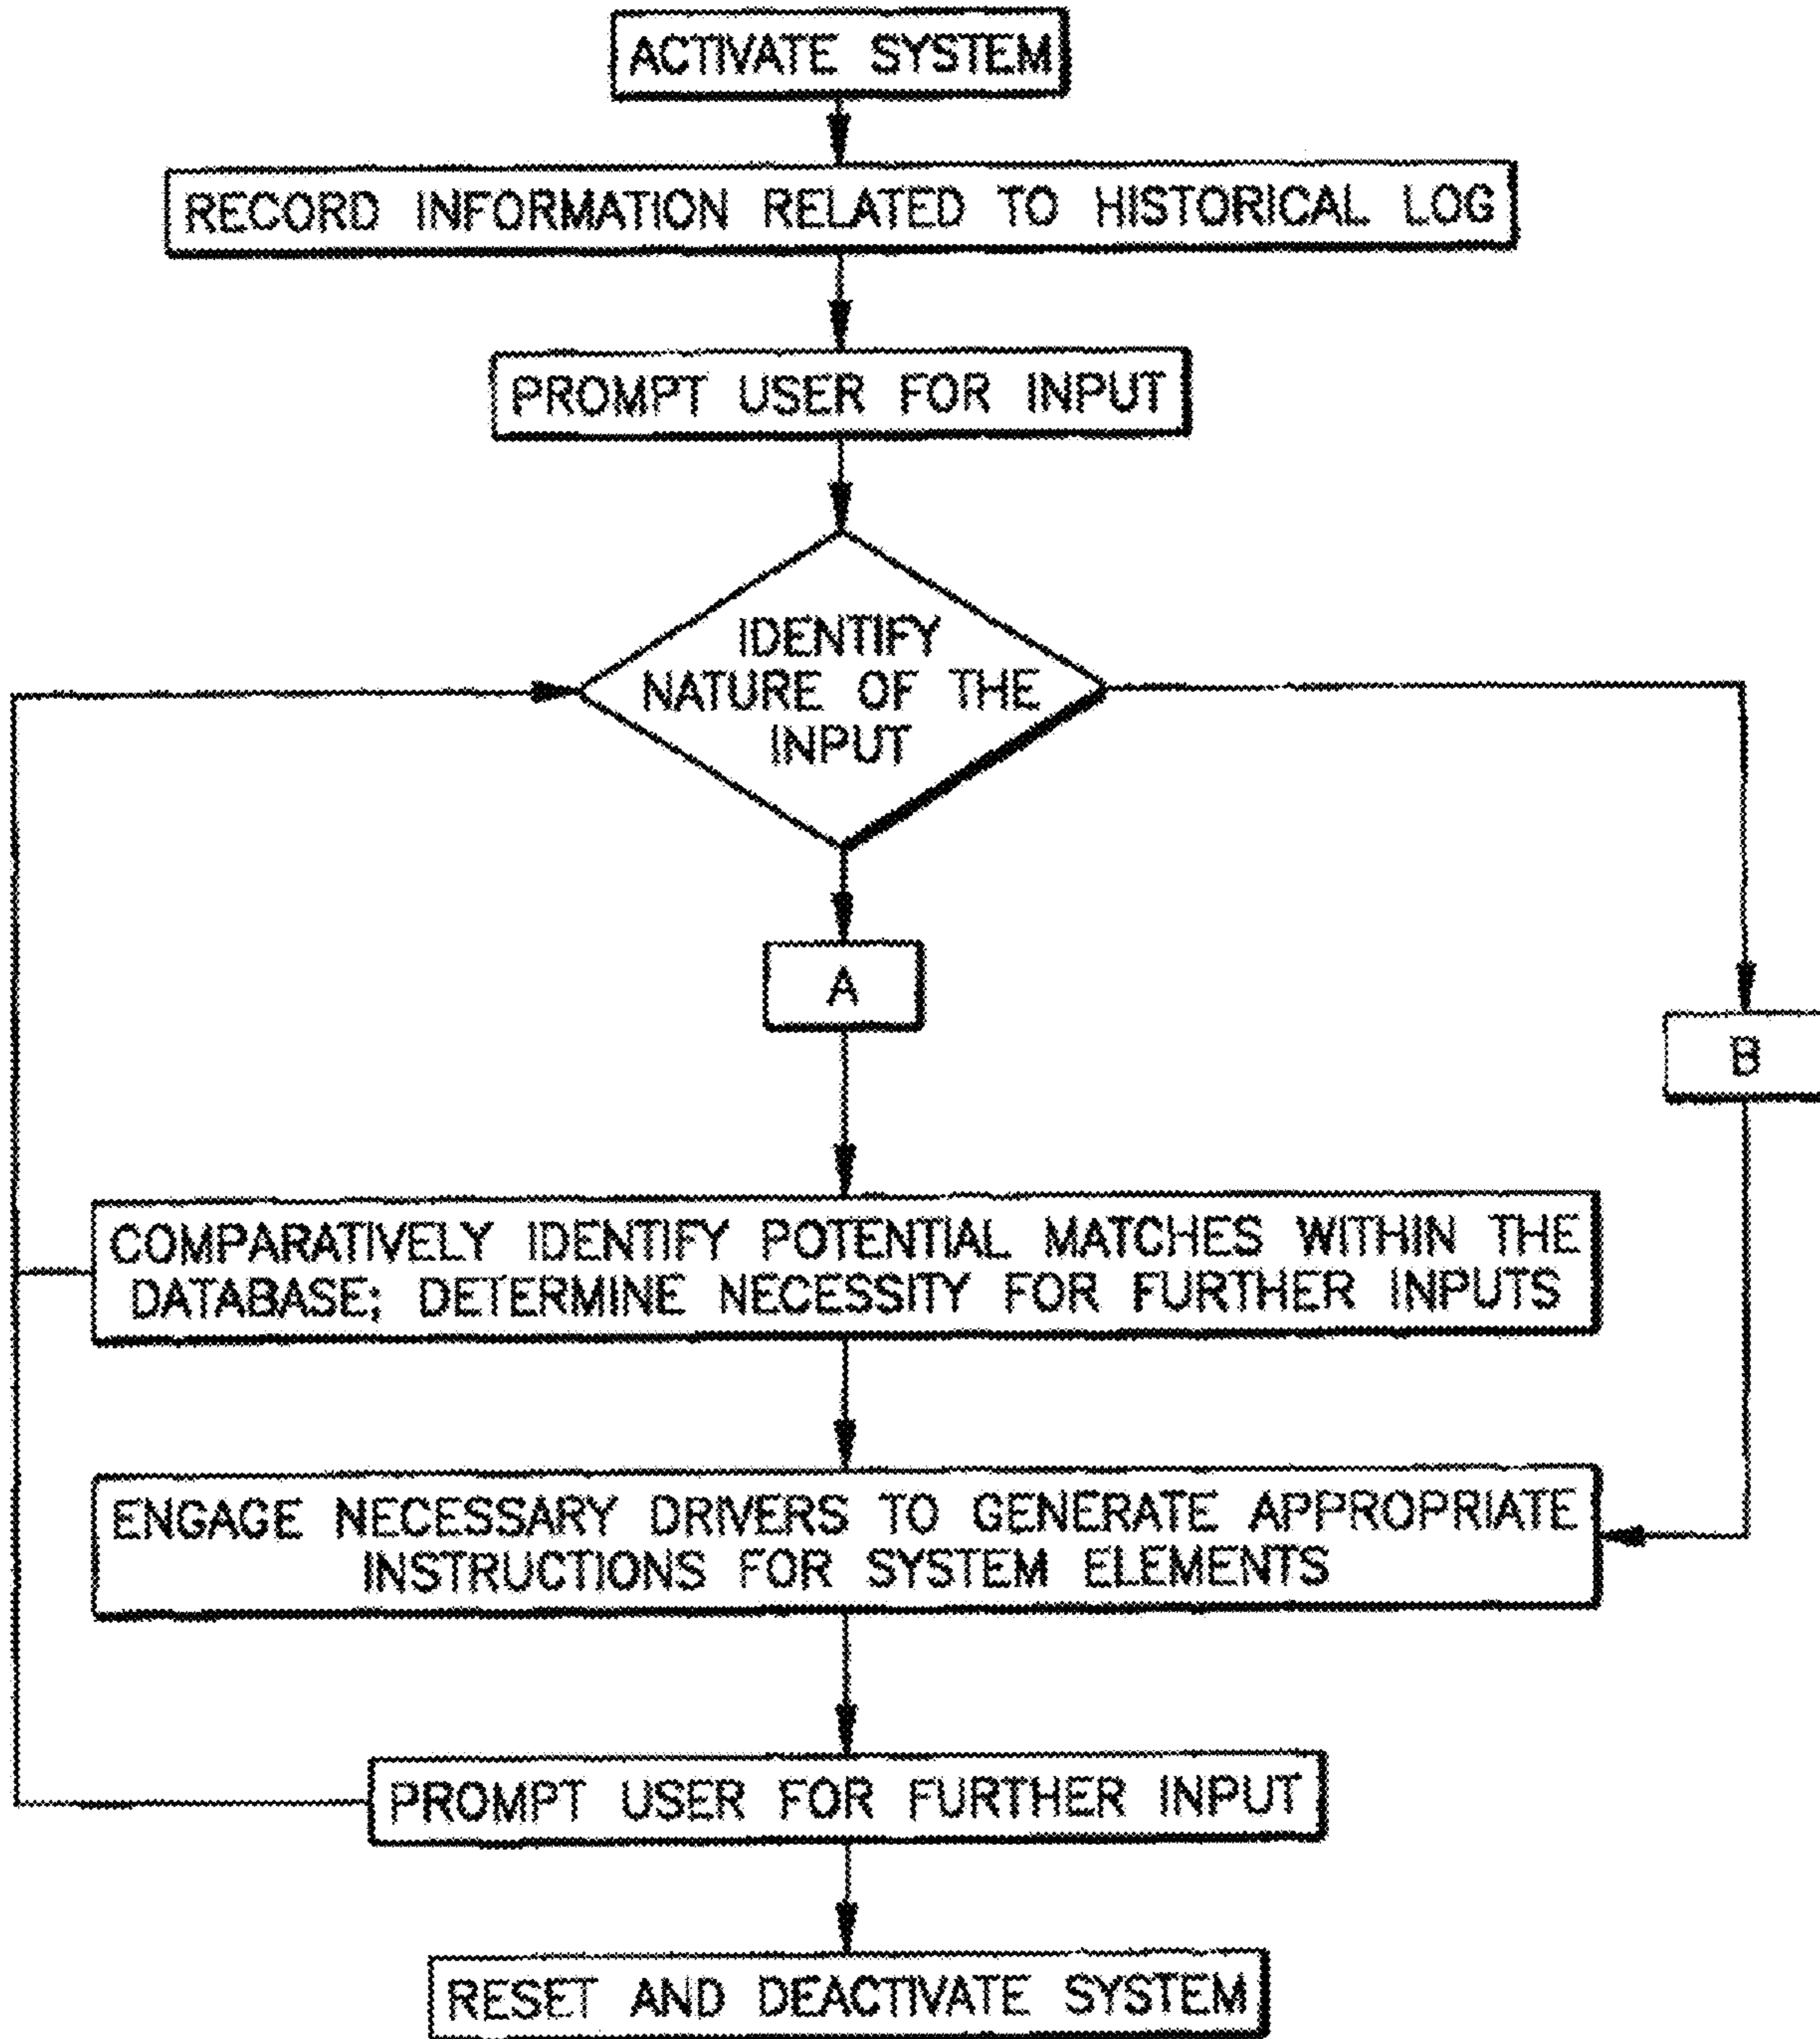 ACTIVATE SYSTEM
RECORD INFORMATION RELATED TO HISTORICAL LOG
PROMPT USER FOR INPUT
IDENTIFY
NATURE OF THE
INPUT
A
B
COMPARATIVELY IDENTIFY POTENTIAL MATCHES WITHIN THE
DATABASE; DETERMINE NECESSITY FOR FURTHER INPUTS
ENGAGE NECESSARY DRIVERS TO GENERATE APPROPRIATE
INSTRUCTIONS FOR SYSTEM ELEMENTS
PROMPT USER FOR FURTHER INPUT
RESET AND DEACTIVATE SYSTEM